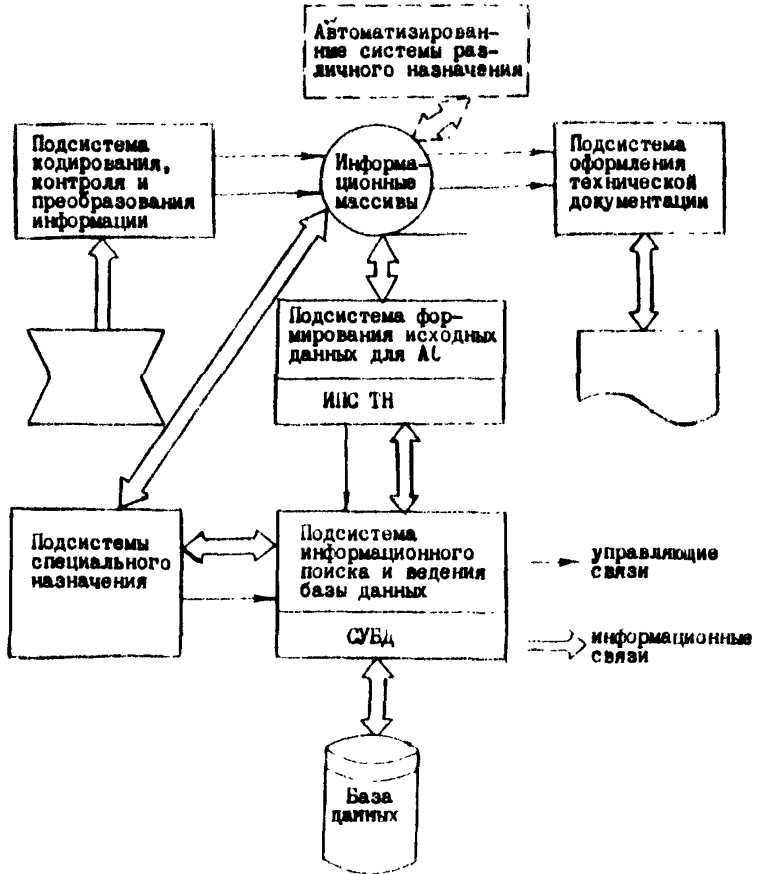 Автоматизирован-
ные системы раз-
личного назначения
Подсистема
кодирования,
контроля и
преобразования
информации
Информа-
ционные
массивы
Подсистема
оформления
технической
документации
Подсистема фор-
мирования исходных
данных для АС
ИПС ТН
Подсистемы
специального
назначения
Подсистема
информационного
поиска и ведения
базы данных
СУБД
управляющие
связи
информационные
связи
База
данных